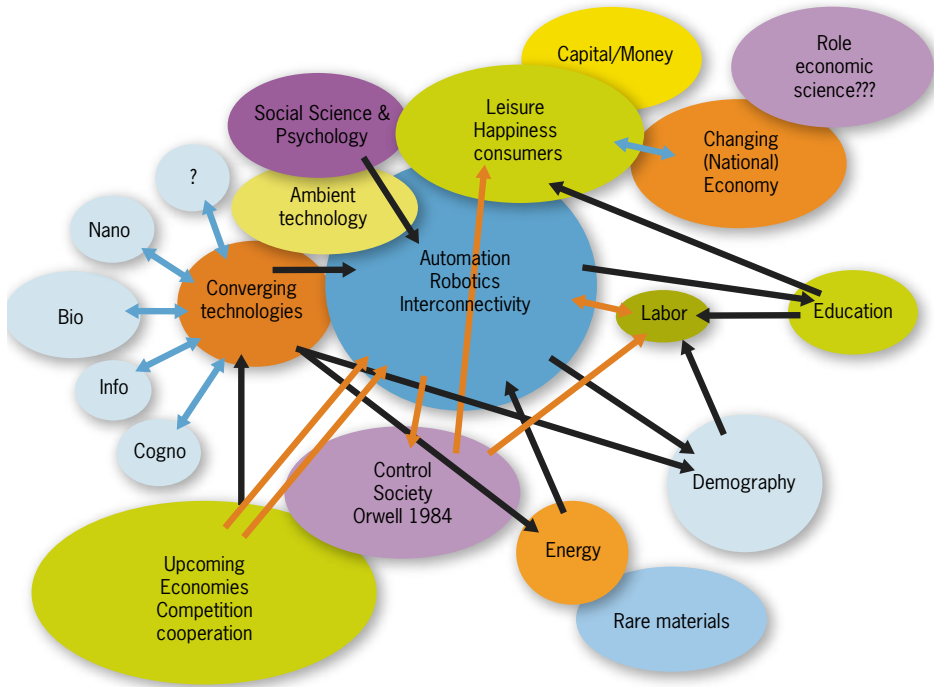 Capital/Money
Role
economic
science???
Social Science &
Psychology
Leisure
Happiness
consumers
Changing
(National)
Economy
?
Ambient
technology
Nano
Automation
Robotics
Interconnectivity
Converging
technologies
Bio
Labor
Education
Info
Cogno
Control
Society
Orwell 1984
Demography
Energy
Upcoming
Economies
Competition
cooperation
Rare materials